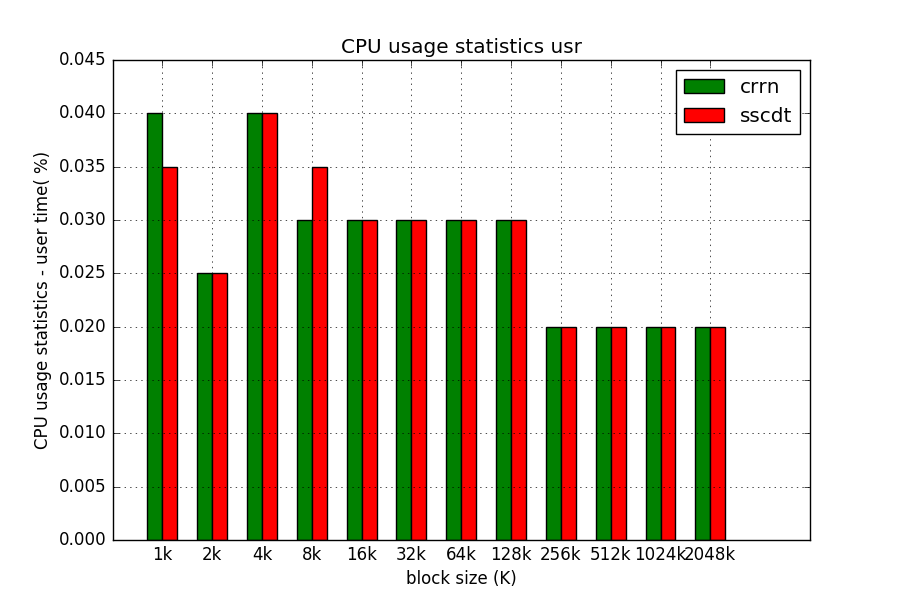 CPU usage statistics usr
crrn
sscdt
CPU usage statistics - user time( %)
0.045
0.040
0.035
0.030
0.025
0.020
0.015
0.010
0.005
0.000
1k 2k 4k 8k 16k 32k 64k 128k 256k 512k 1024k 2048k
block size (K)